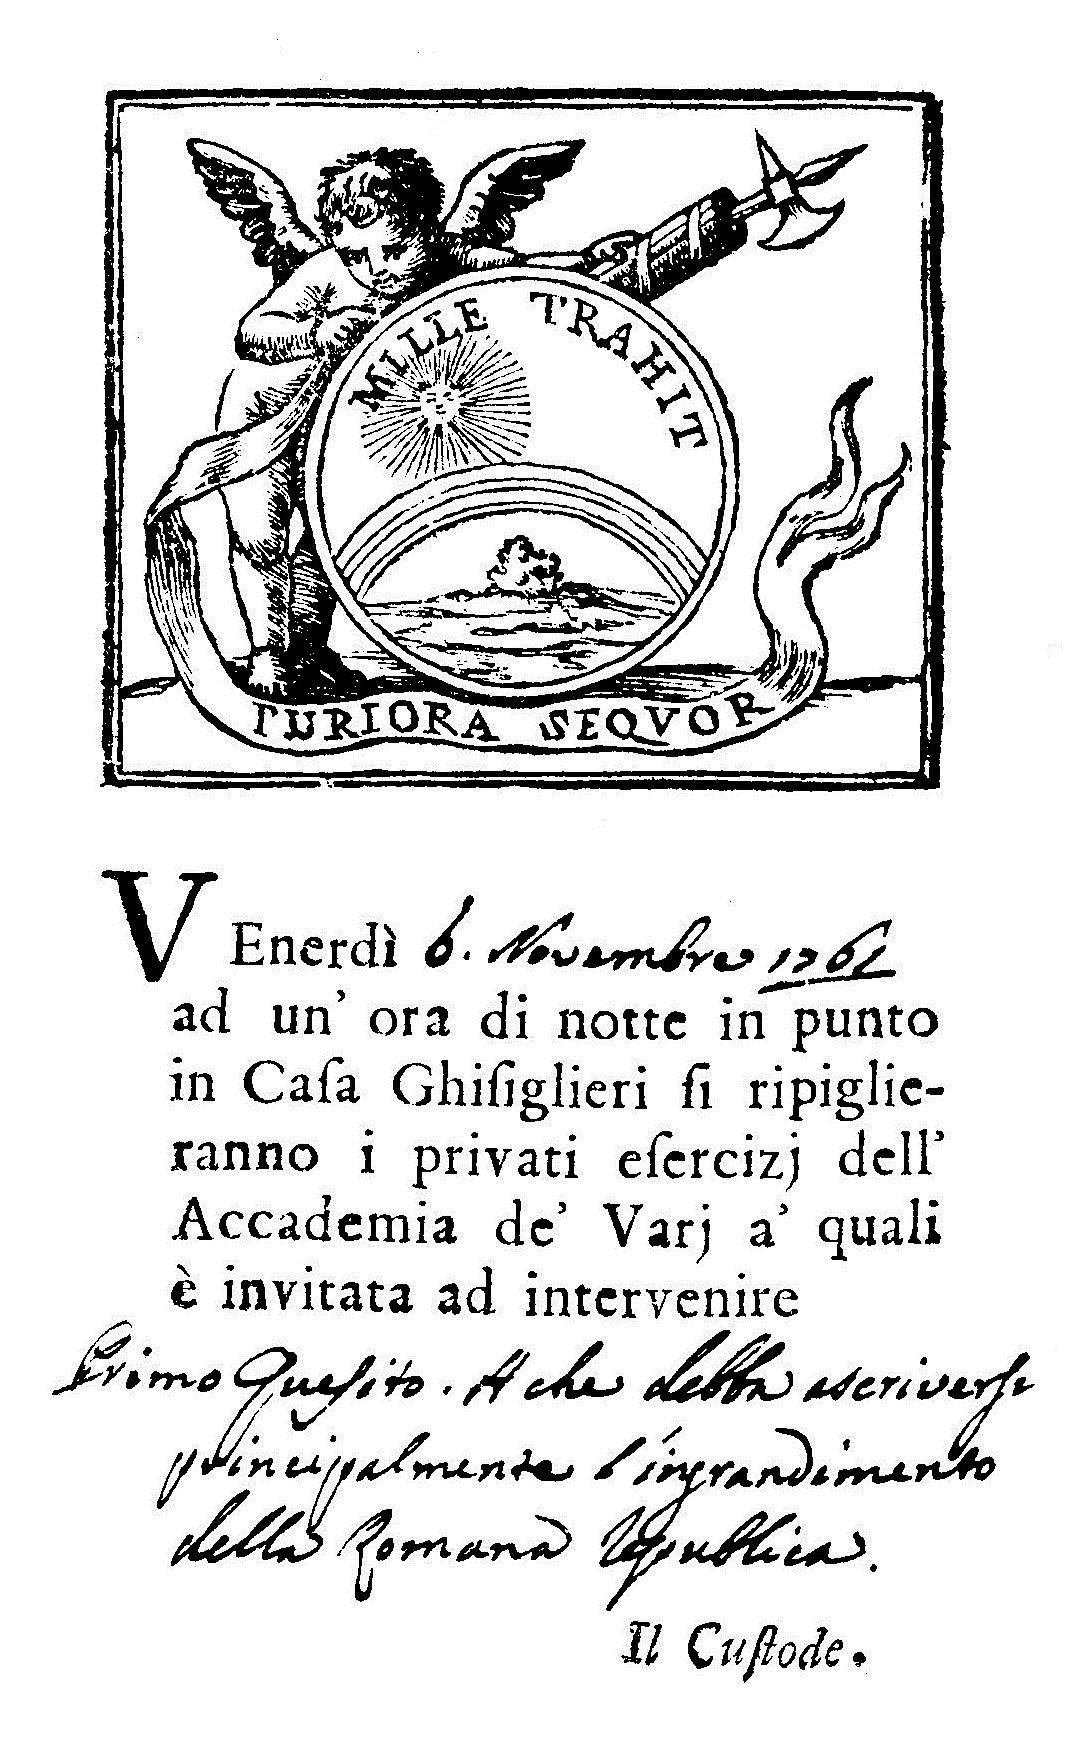 MILLE TRAHIT
PURIORA SEQVOR
VEnerdì 6. Novembre 1761
ad un' ora di notte in punto
in Caſa Ghiſiglieri ſi ripiglie-
ranno i privati eſercizj dell'
Accademia de' Varj a' quali
è invitata ad intervenire
Primo Queſito. A che debba ascriverſi
principalmente l'ingrandimento
della Romana Republica.
Il Cuſtode.